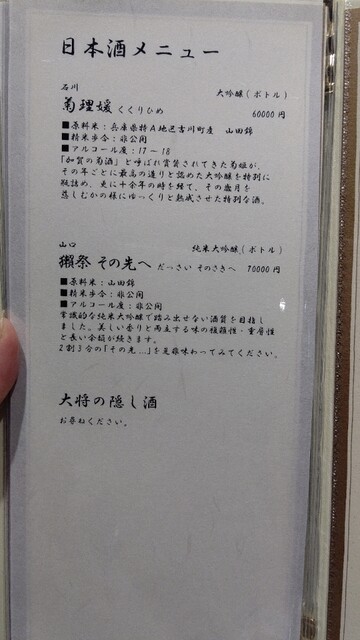 日本酒メニュー
石川 大吟醸(ボトル)
菊理媛 くくりひめ 60000円
■原料米:兵庫県特A地区吉川町産 山田錦
■精米歩合:非公開
■アルコール度:17~18
「加賀の菊酒」と呼ばれ賞賛されてきた菊姫が、
その年ごとに最高の造りと認めた大吟醸を特別に
瓶詰め、更に十余年の時を経て、その歳月を
慈しむかの様にゆっくりと熟成させた特別な酒。
山口 純米大吟醸(ボトル)
獺祭 その先へ だっさい そのさきへ 70000円
■原料米:山田錦
■精米歩合:非公開
■アルコール度:非公開
常識的な純米大吟醸で踏み出せない酒質を目指し
ました。美しい香りと両立する味の複雑性・重層性
と長い余韻が続きます。
2割3分の「その先…」を是非味わってみてください。
大将の隠し酒
お尋ねください。